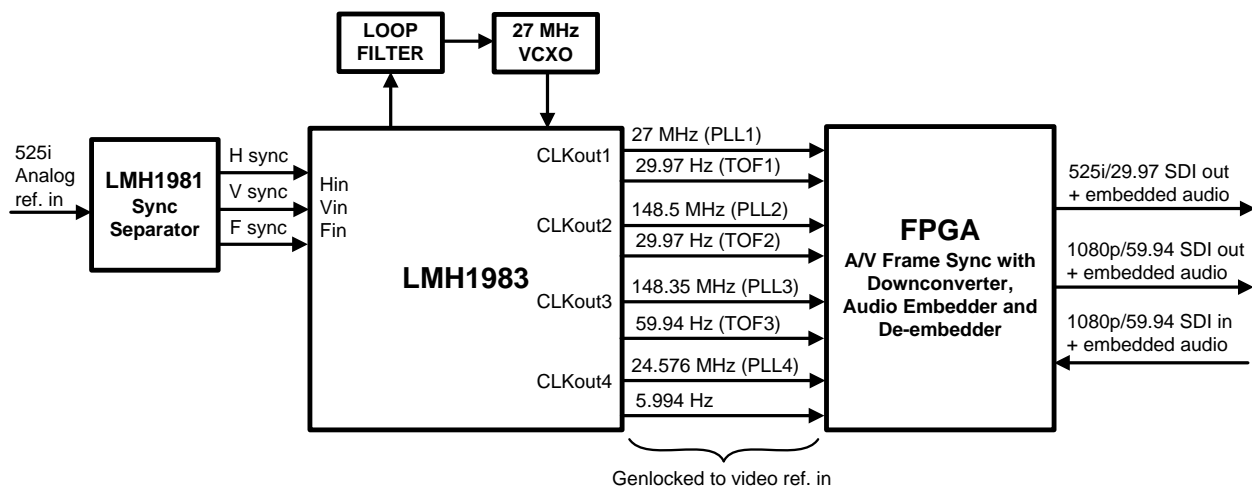 LOOP
FILTER
27 MHz
VCXO
525i
Analog
ref. in
LMH1981
Sync
Separator
H sync
V sync
F sync
Hin
Vin
Fin
LMH1983
CLKout1
CLKout2
CLKout3
CLKout4
27 MHz (PLL1)
29.97 Hz (TOF1)
148.5 MHz (PLL2)
29.97 Hz (TOF2)
148.35 MHz (PLL3)
59.94 Hz (TOF3)
24.576 MHz (PLL4)
5.994 Hz
FPGA
A/V Frame Sync with
Downconverter,
Audio Embedder and
De-embedder
525i/29.97 SDI out
+ embedded audio
1080p/59.94 SDI out
+ embedded audio
1080p/59.94 SDI in
+ embedded audio
Genlocked to video ref. in